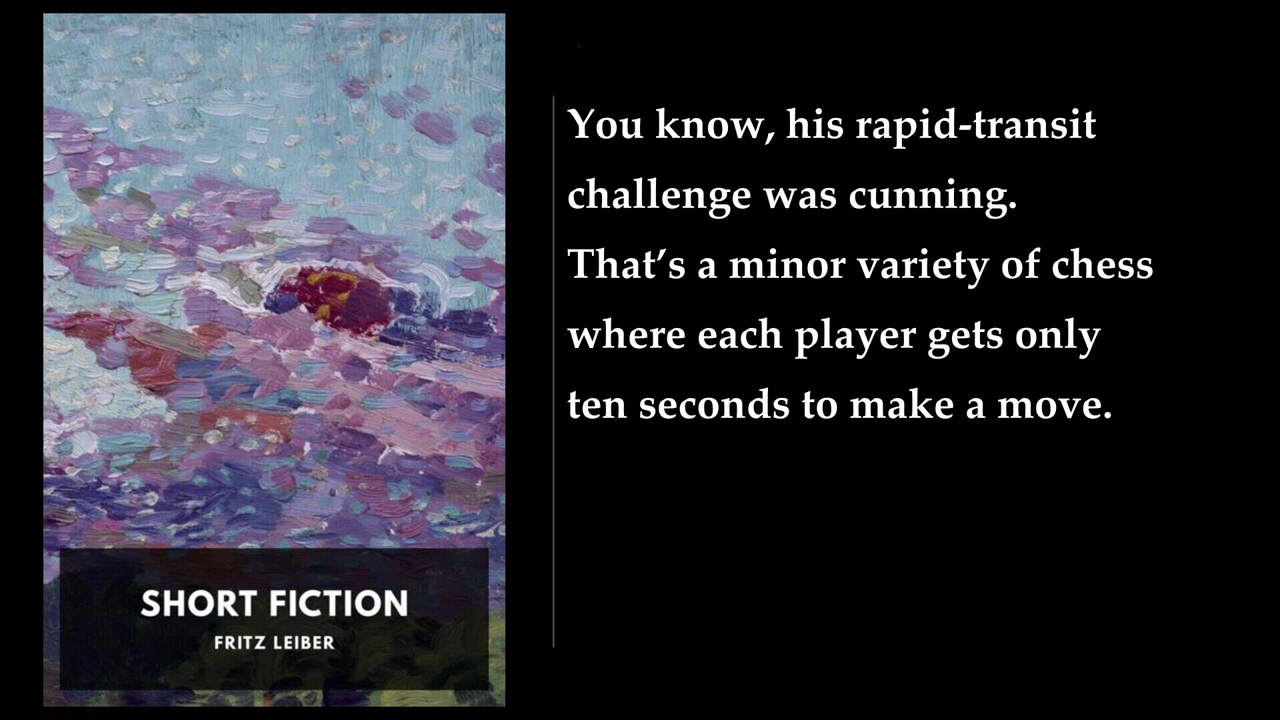 You know, his rapid-transit
challenge was cunning.
That’s a minor variety of chess
where each player gets only
ten seconds to make a move.
SHORT FICTION
FRITZ LEIBER